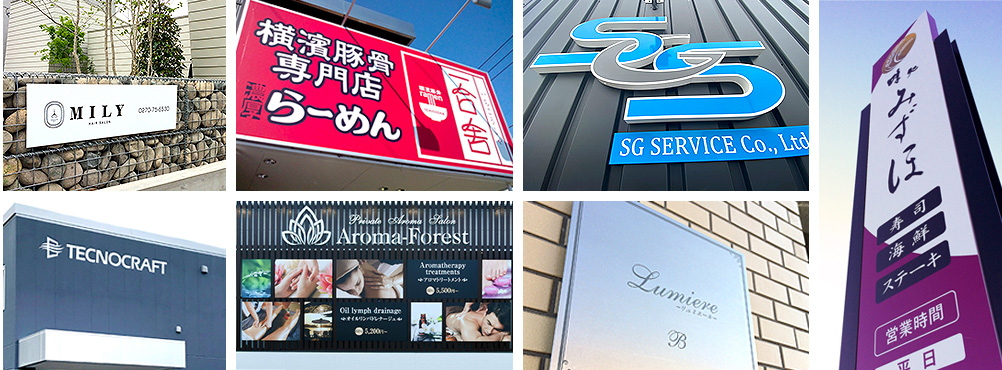 MILY
HAIR SALON
0270-75-6530
横濱豚骨
専門店
濃厚
らーめん
ramen
SGS
SG SERVICE Co., Ltd
TECNOCRAFT
Private Aroma Salon
Aroma-Forest
Aromatherapy
treatments
アロマトリートメント
5,500円~
Oil lymph drainage
オイルリンパドレナージュ
5,200円~
Lumiere
~リュミエール~
B
みずほ
寿司
海鮮
ステーキ
営業時間
平日